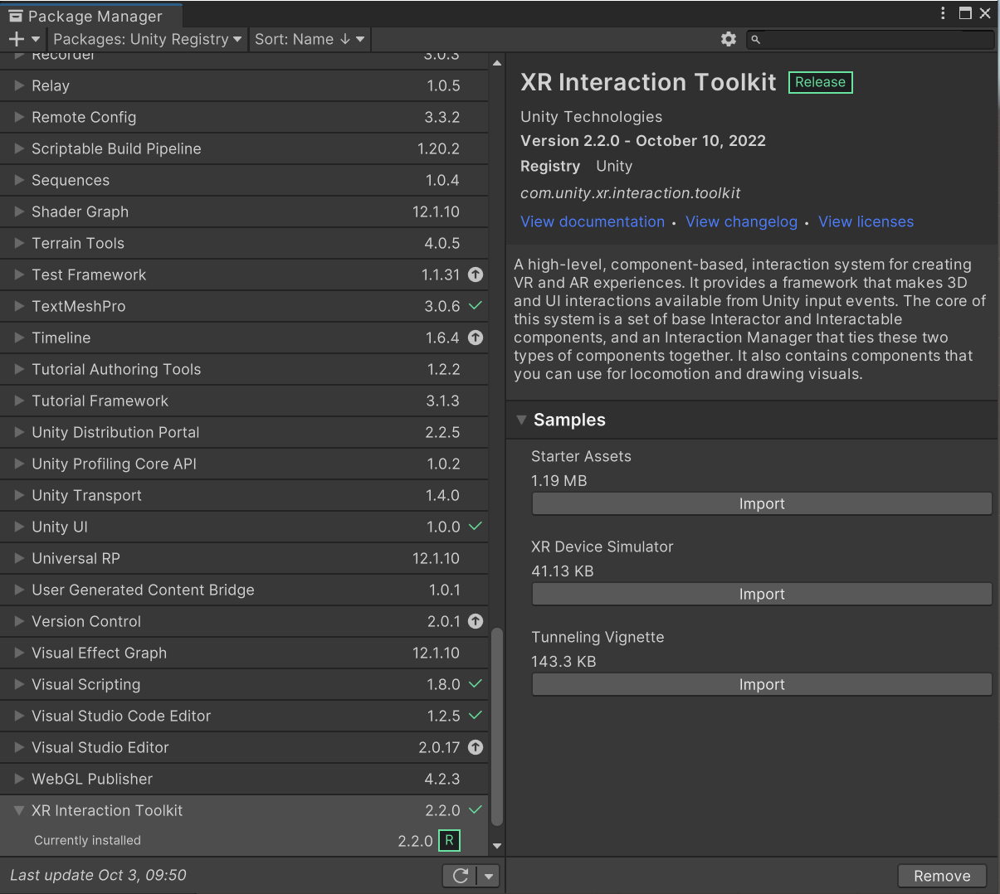 Package Manager
Packages: Unity Registry
Sort: Name ↓
Recorder 3.0.3
Relay 1.0.5
Remote Config 3.3.2
Scriptable Build Pipeline 1.20.2
Sequences 1.0.4
Shader Graph 12.1.10
Terrain Tools 4.0.5
Test Framework 1.1.31
TextMeshPro 3.0.6
Timeline 1.6.4
Tutorial Authoring Tools 1.2.2
Tutorial Framework 3.1.3
Unity Distribution Portal 2.2.5
Unity Profiling Core API 1.0.2
Unity Transport 1.4.0
Unity UI 1.0.0
Universal RP 12.1.10
User Generated Content Bridge 1.0.1
Version Control 2.0.1
Visual Effect Graph 12.1.10
Visual Scripting 1.8.0
Visual Studio Code Editor 1.2.5
Visual Studio Editor 2.0.17
WebGL Publisher 4.2.3
XR Interaction Toolkit 2.2.0
Currently installed 2.2.0 R
Last update Oct 3, 09:50
XR Interaction Toolkit Release
Unity Technologies
Version 2.2.0 - October 10, 2022
Registry Unity
com.unity.xr.interaction.toolkit
View documentation • View changelog • View licenses
A high-level, component-based, interaction system for creating
VR and AR experiences. It provides a framework that makes 3D
and UI interactions available from Unity input events. The core of
this system is a set of base Interactor and Interactable
components, and an Interaction Manager that ties these two
types of components together. It also contains components that
you can use for locomotion and drawing visuals.
Samples
Starter Assets
1.19 MB
Import
XR Device Simulator
41.13 KB
Import
Tunneling Vignette
143.3 KB
Import
Remove